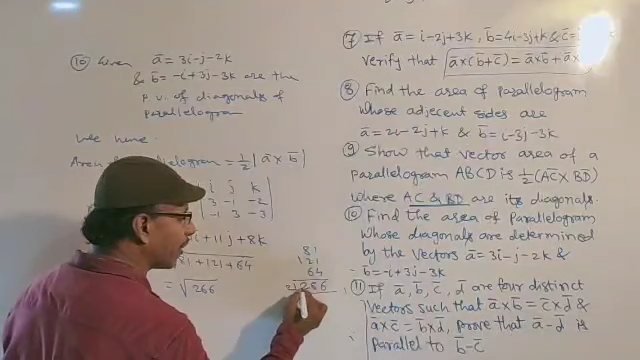 ⑩ Given ā = 3i-j-2k
& b̄ = -i+3j-3k are the
p.v. of diagonals of
parallelogram
We have.
Area = ½|ā×b̄|
i j k
3 -1 -2
-1 3 -3
i+11j+8k
81+121+64
= √266
81
121
64
2 266
⑦ If ā = i-2j+3k, b̄=4i-3j+k & c̄=
Verify that ā×(b̄+c̄) = ā×b̄+ā×
⑧ Find the area of parallelogram
whose adjecent sides are
ā=2i-2j+k & b̄=i-3j-3k
⑨ Show that vector area of a
parallelogram ABCD is ½(AC × BD)
where AC & BD are its diagonals.
⑩ Find the area of parallelogram
whose diagonals are determined
by the vectors ā=3i-j-2k &
b̄=-i+3j-3k
⑪ If ā, b̄, c̄, d̄ are four distinct
vectors such that ā×b̄ = c̄×d̄ &
ā×c̄ = b̄×d̄, prove that ā-d̄ is
parallel to b̄-c̄